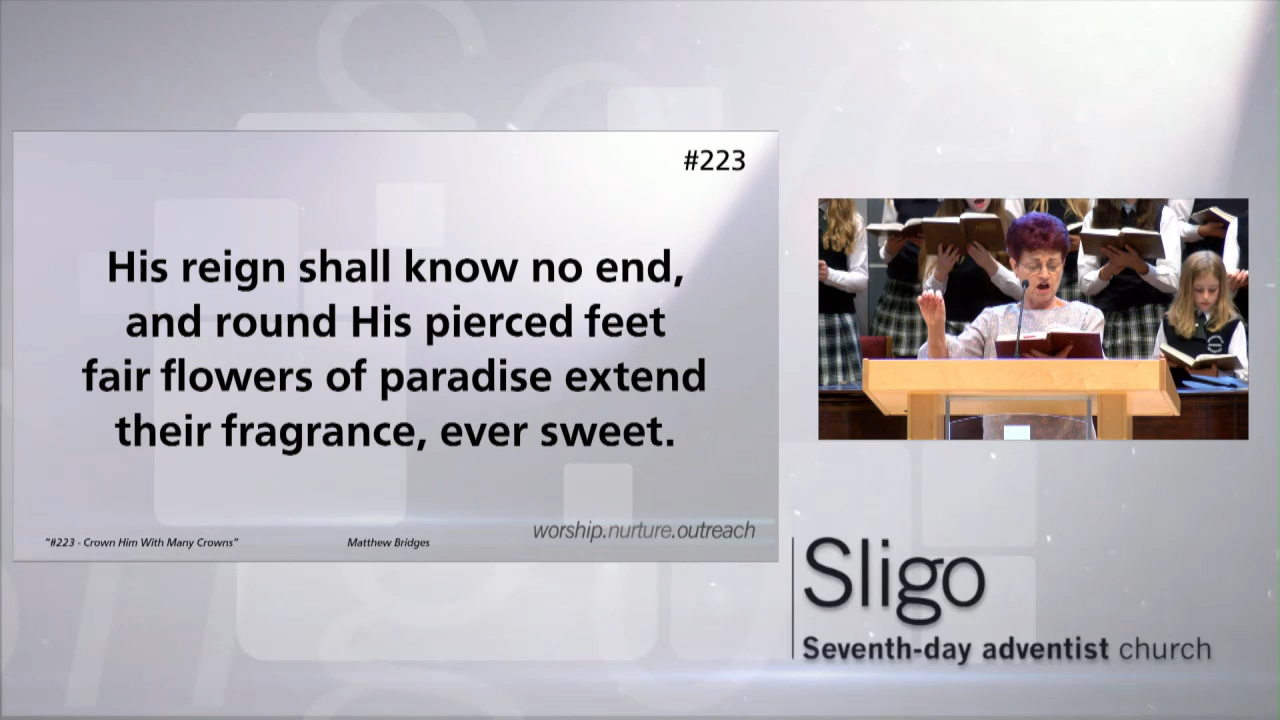 #223
His reign shall know no end,
and round His pierced feet
fair flowers of paradise extend
their fragrance, ever sweet.
"#223 - Crown Him With Many Crowns"
Matthew Bridges
worship.nurture.outreach
Sligo
Seventh-day adventist church